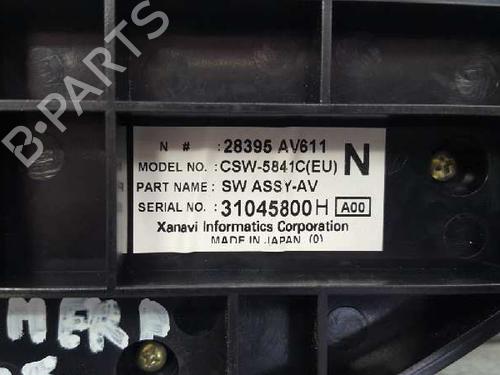 B-PARTS
N # : 28395 AV611
MODEL NO. : CSW-5841C(EU) N
PART NAME : SW ASSY-AV
SERIAL NO. : 31045800H A00
Xanavi Informatics Corporation
MADE IN JAPAN (0)